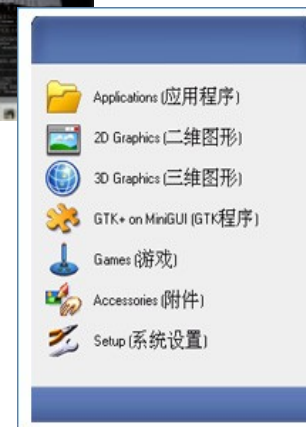 Applications (应用程序)
2D Graphics (二维图形)
3D Graphics (三维图形)
GTK+ on MiniGUI (GTK程序)
Games (游戏)
Accessories (附件)
Setup (系统设置)